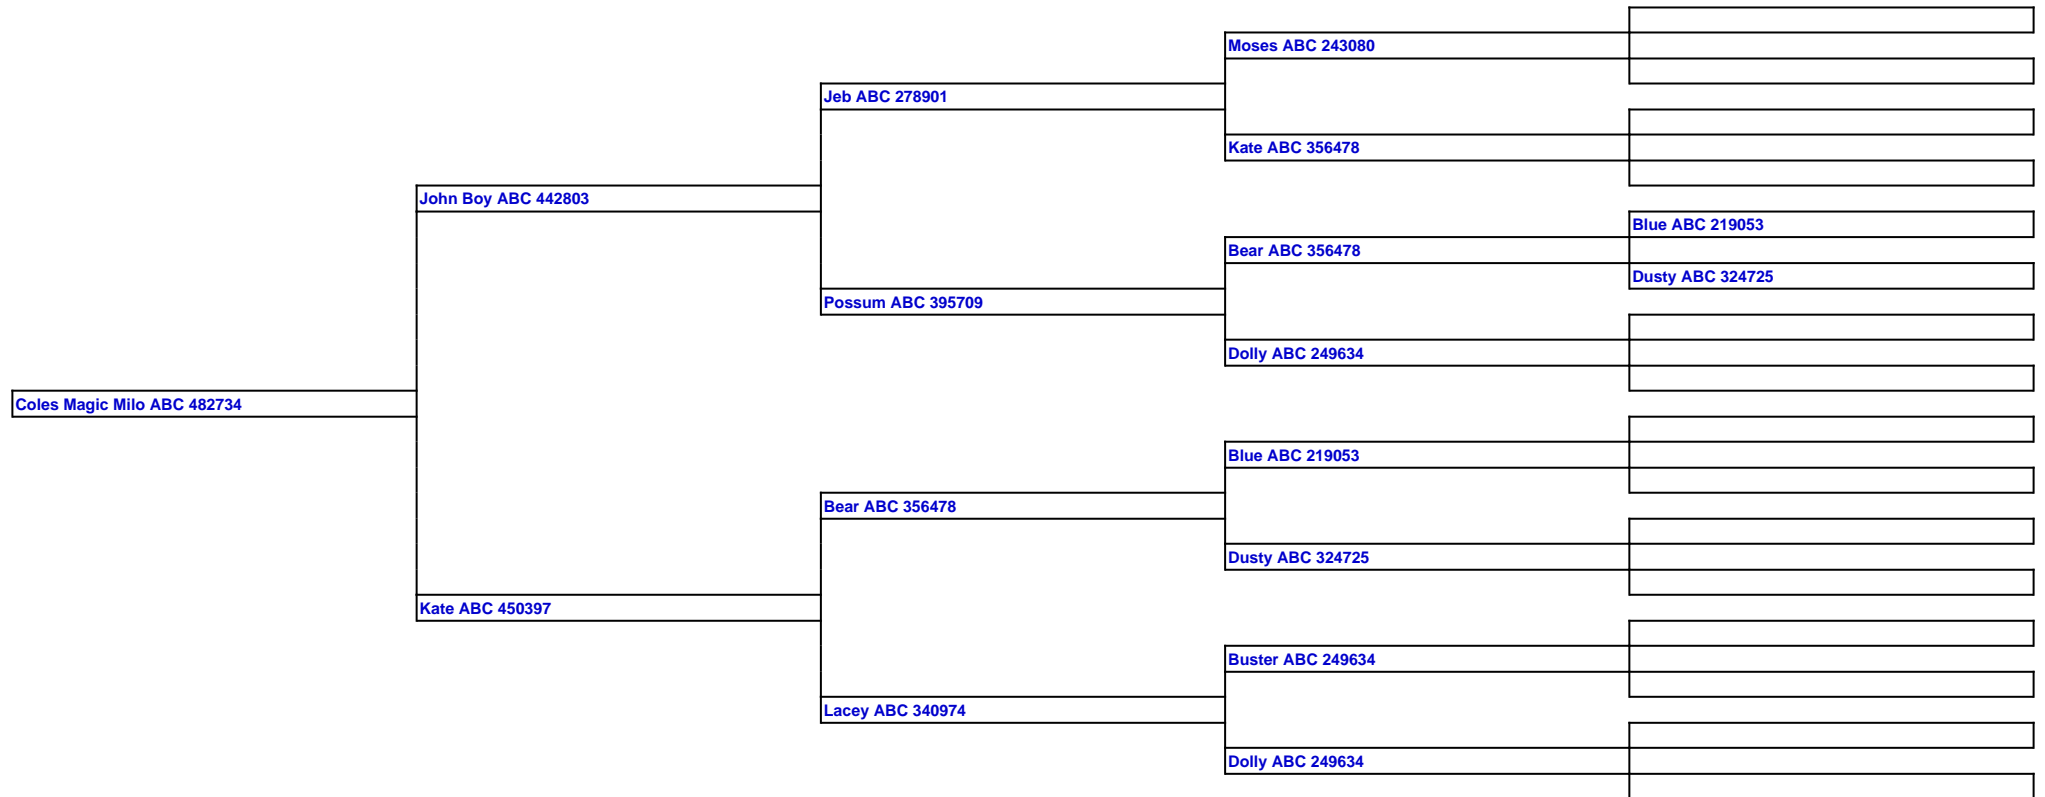 Moses ABC 243080
Jeb ABC 278901
Kate ABC 356478
John Boy ABC 442803
Blue ABC 219053
Bear ABC 356478
Dusty ABC 324725
Possum ABC 395709
Dolly ABC 249634
Coles Magic Milo ABC 482734
Blue ABC 219053
Bear ABC 356478
Dusty ABC 324725
Kate ABC 450397
Buster ABC 249634
Lacey ABC 340974
Dolly ABC 249634